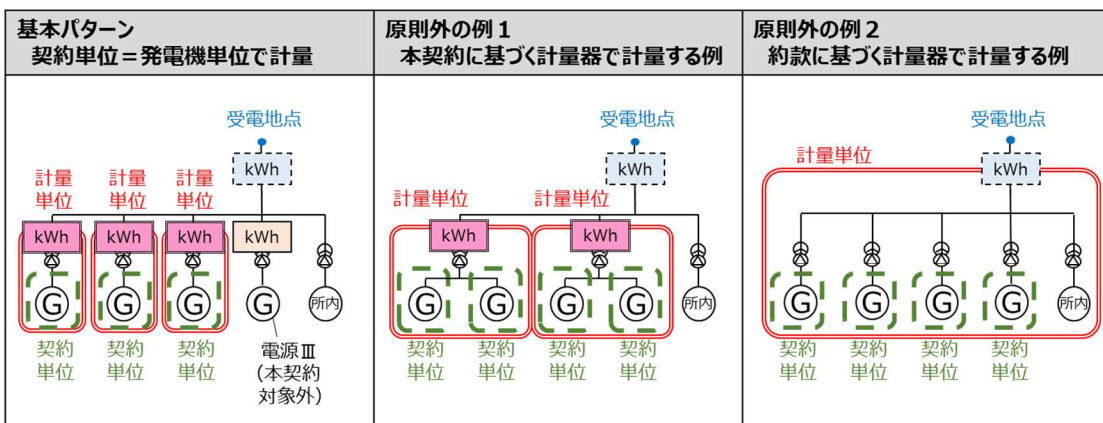 基本パターン
契約単位=発電機単位で計量
受電地点
kWh
計量
単位
計量
単位
計量
単位
kWh
kWh
kWh
kWh
G
G
G
G
所内
契約
単位
契約
単位
契約
単位
電源Ⅲ
(本契約
対象外)
原則外の例1
本契約に基づく計量器で計量する例
受電地点
kWh
計量単位
計量単位
kWh
kWh
G
G
G
G
所内
契約
単位
契約
単位
契約
単位
契約
単位
原則外の例2
約款に基づく計量器で計量する例
受電地点
計量単位
kWh
G
G
G
G
所内
契約
単位
契約
単位
契約
単位
契約
単位